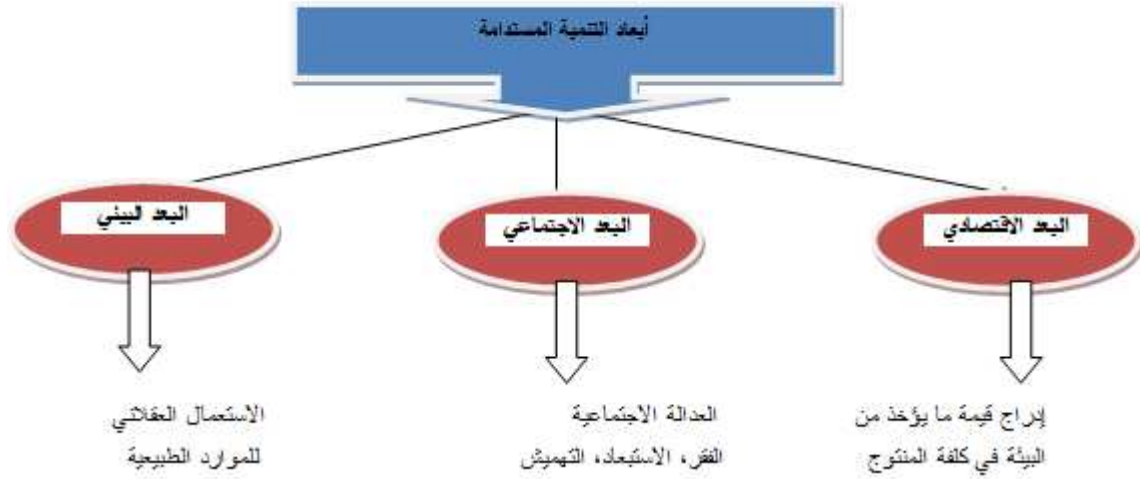 أبعاد التنمية المستدامة
البعد الاقتصادي
البعد الاجتماعي
البعد البيئي
إدراج قيمة ما يؤخذ من
البيئة في كلفة المنتوج
العدالة الاجتماعية
الفقر، الاستبعاد، التهميش
الاستعمال العقلاني
للموارد الطبيعية